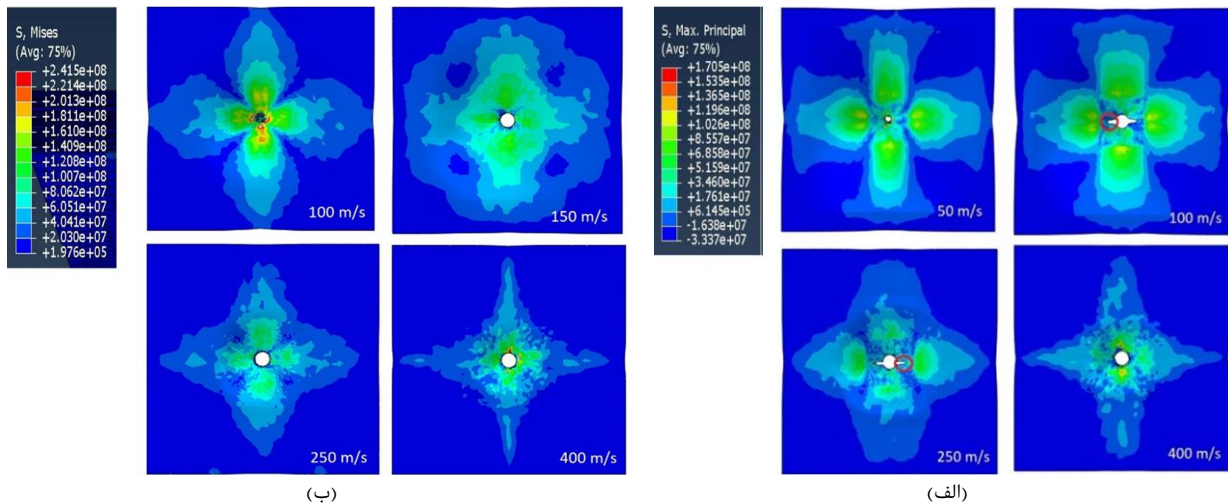 S, Mises
(Avg: 75%)
+2.415e+08
+2.214e+08
+2.013e+08
+1.811e+08
+1.610e+08
+1.409e+08
+1.208e+08
+1.007e+08
+8.062e+07
+6.051e+07
+4.041e+07
+2.030e+07
+1.976e+05
100 m/s
150 m/s
250 m/s
400 m/s
(ب)
S, Max. Principal
(Avg: 75%)
+1.705e+08
+1.535e+08
+1.365e+08
+1.196e+08
+1.026e+08
+8.557e+07
+6.858e+07
+5.159e+07
+3.460e+07
+1.761e+07
+6.145e+05
-1.638e+07
-3.337e+07
50 m/s
100 m/s
250 m/s
400 m/s
(الف)